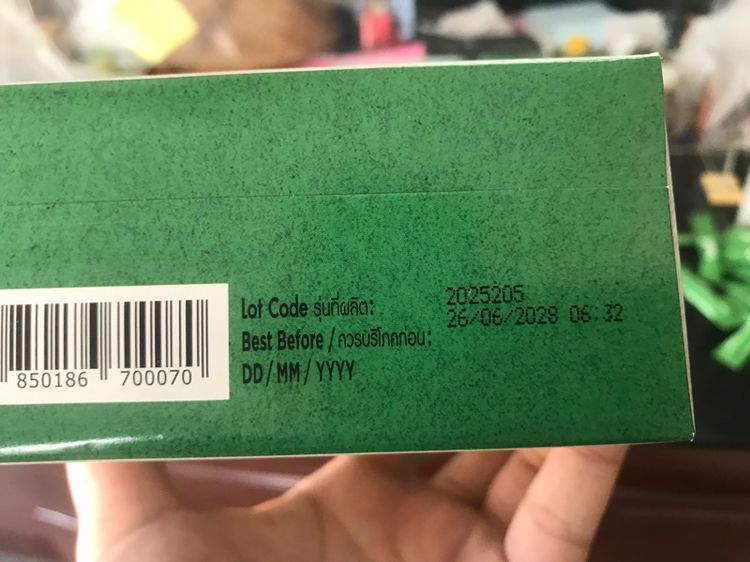 Lot Code รุ่นที่ผลิต: 2025205
Best Before / ควรบริโภคก่อน: 26/06/2028 06:32
DD/MM/YYYY
850186 700070